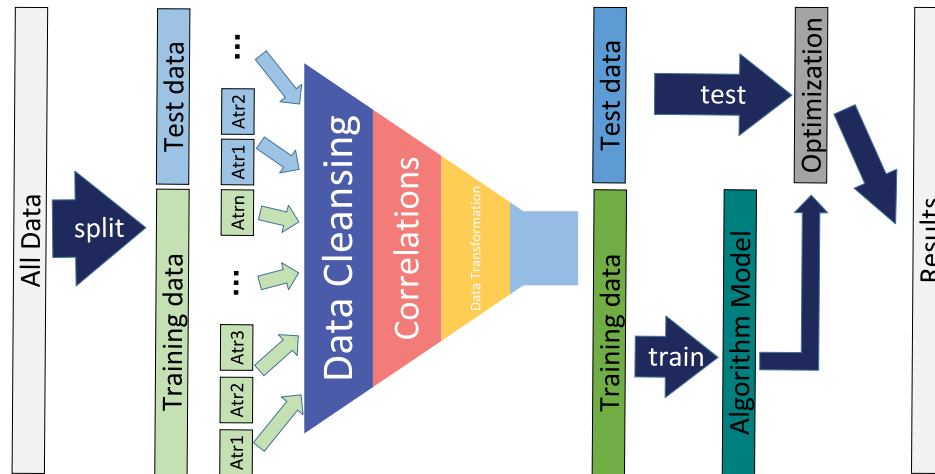 All Data
split
Test data
Training data
...
Atr2
Atr1
Atrn
...
Atr3
Atr2
Atr1
Data Cleansing
Correlations
Data Transformation
Test data
Training data
test
train
Algorithm Model
Optimization
Results